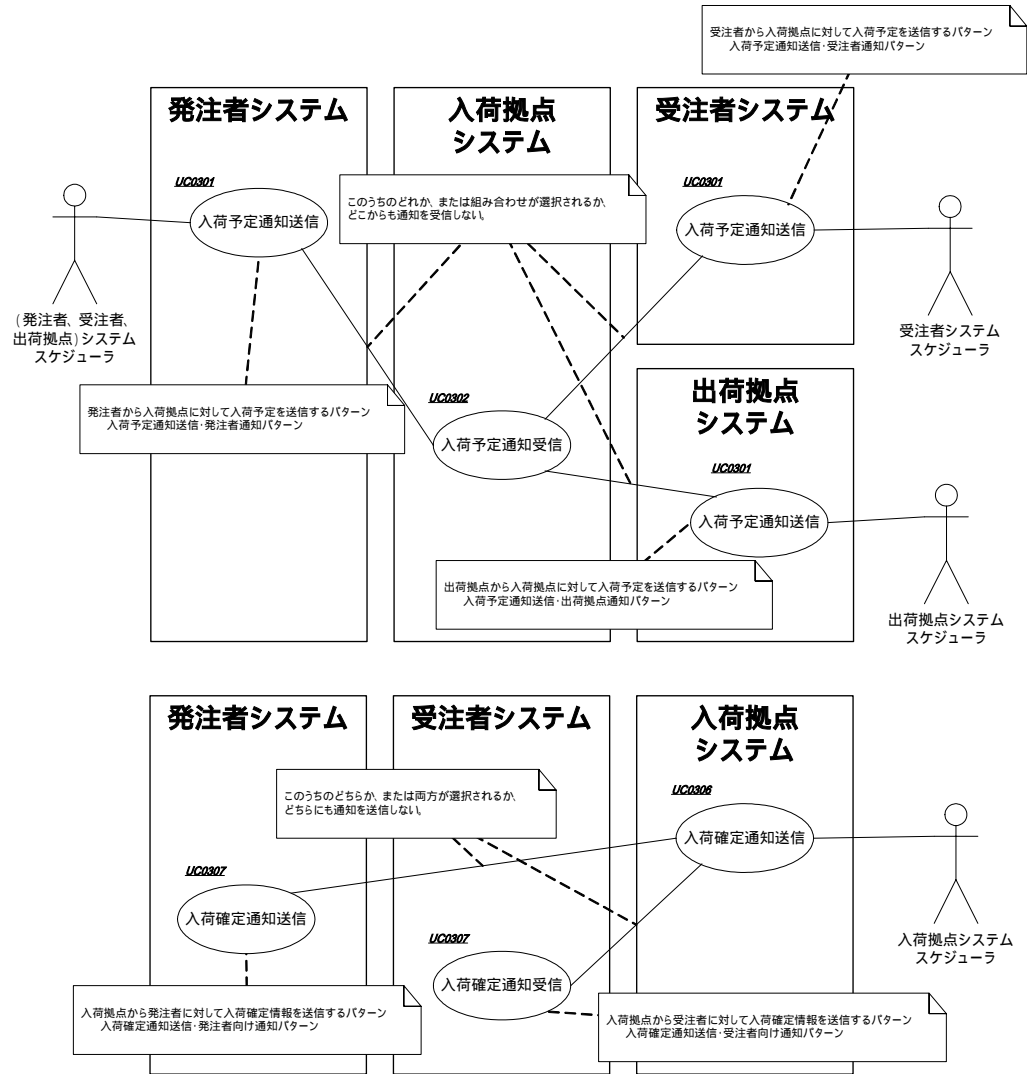 受注者から入荷拠点に対して入荷予定を送信するパターン
入荷予定通知送信・受注者通知パターン
発注者システム
入荷拠点
システム
受注者システム
UC0301
入荷予定通知送信
このうちのどれか、または組み合わせが選択されるか、
どこからも通知を受信しない。
UC0301
入荷予定通知送信
(発注者、受注者、
出荷拠点)システム
スケジューラ
受注者システム
スケジューラ
発注者から入荷拠点に対して入荷予定を送信するパターン
入荷予定通知送信・発注者通知パターン
UC0302
入荷予定通知受信
出荷拠点
システム
UC0301
入荷予定通知送信
出荷拠点から入荷拠点に対して入荷予定を送信するパターン
入荷予定通知送信・出荷拠点通知パターン
出荷拠点システム
スケジューラ
発注者システム
受注者システム
入荷拠点
システム
このうちのどちらか、または両方が選択されるか、
どちらにも通知を送信しない。
UC0306
入荷確定通知送信
UC0307
入荷確定通知送信
UC0307
入荷確定通知受信
入荷拠点システム
スケジューラ
入荷拠点から発注者に対して入荷確定情報を送信するパターン
入荷確定通知送信・発注者向け通知パターン
入荷拠点から受注者に対して入荷確定情報を送信するパターン
入荷確定通知送信・受注者向け通知パターン